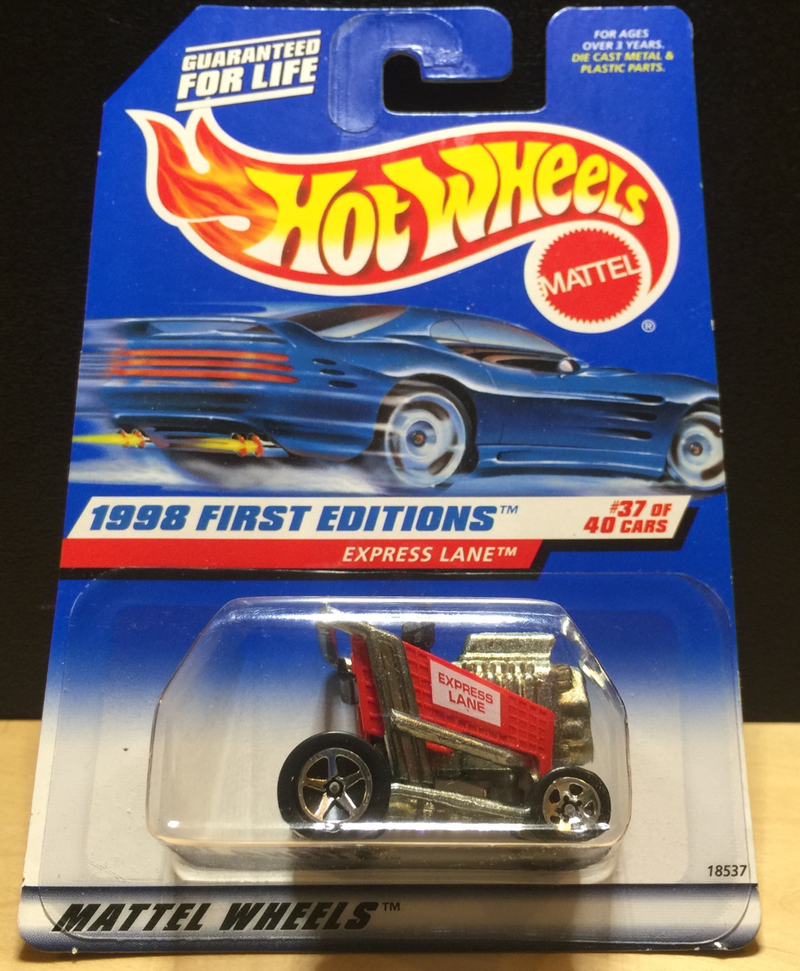 GUARANTEED
FOR LIFE
FOR AGES
OVER 3 YEARS.
DIE CAST METAL &
PLASTIC PARTS.
HOT WHEELS
MATTEL
®
1998 FIRST EDITIONS™
#37 OF
40 CARS
EXPRESS LANE™
EXPRESS
LANE
18537
MATTEL WHEELS™